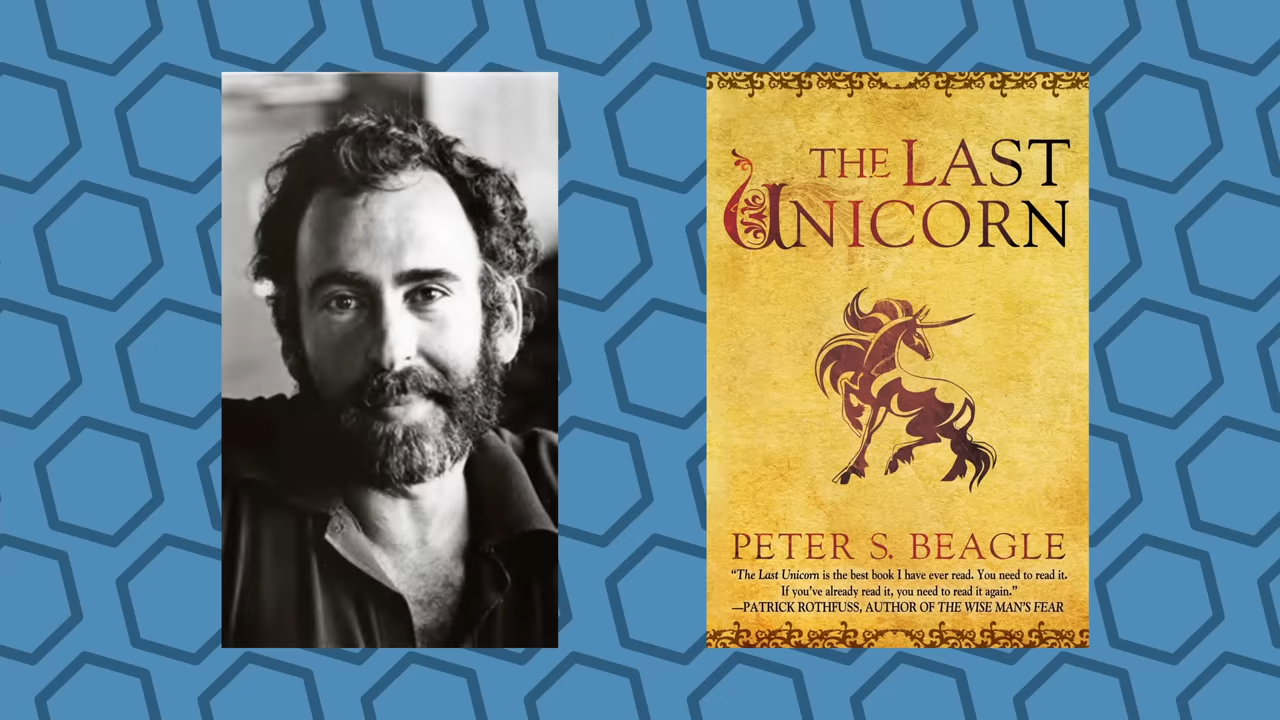 THE LAST
UNICORN
PETER S. BEAGLE
“The Last Unicorn is the best book I have ever read. You need to read it.
If you’ve already read it, you need to read it again.”
—PATRICK ROTHFUSS, AUTHOR OF THE WISE MAN’S FEAR